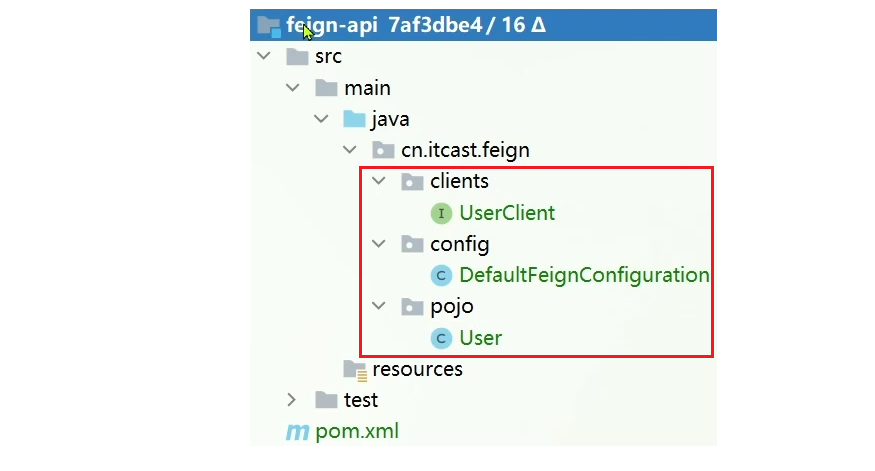 feign-api 7af3dbe4 / 16 Δ
src
main
java
cn.itcast.feign
clients
I UserClient
config
C DefaultFeignConfiguration
pojo
C User
resources
test
m pom.xml